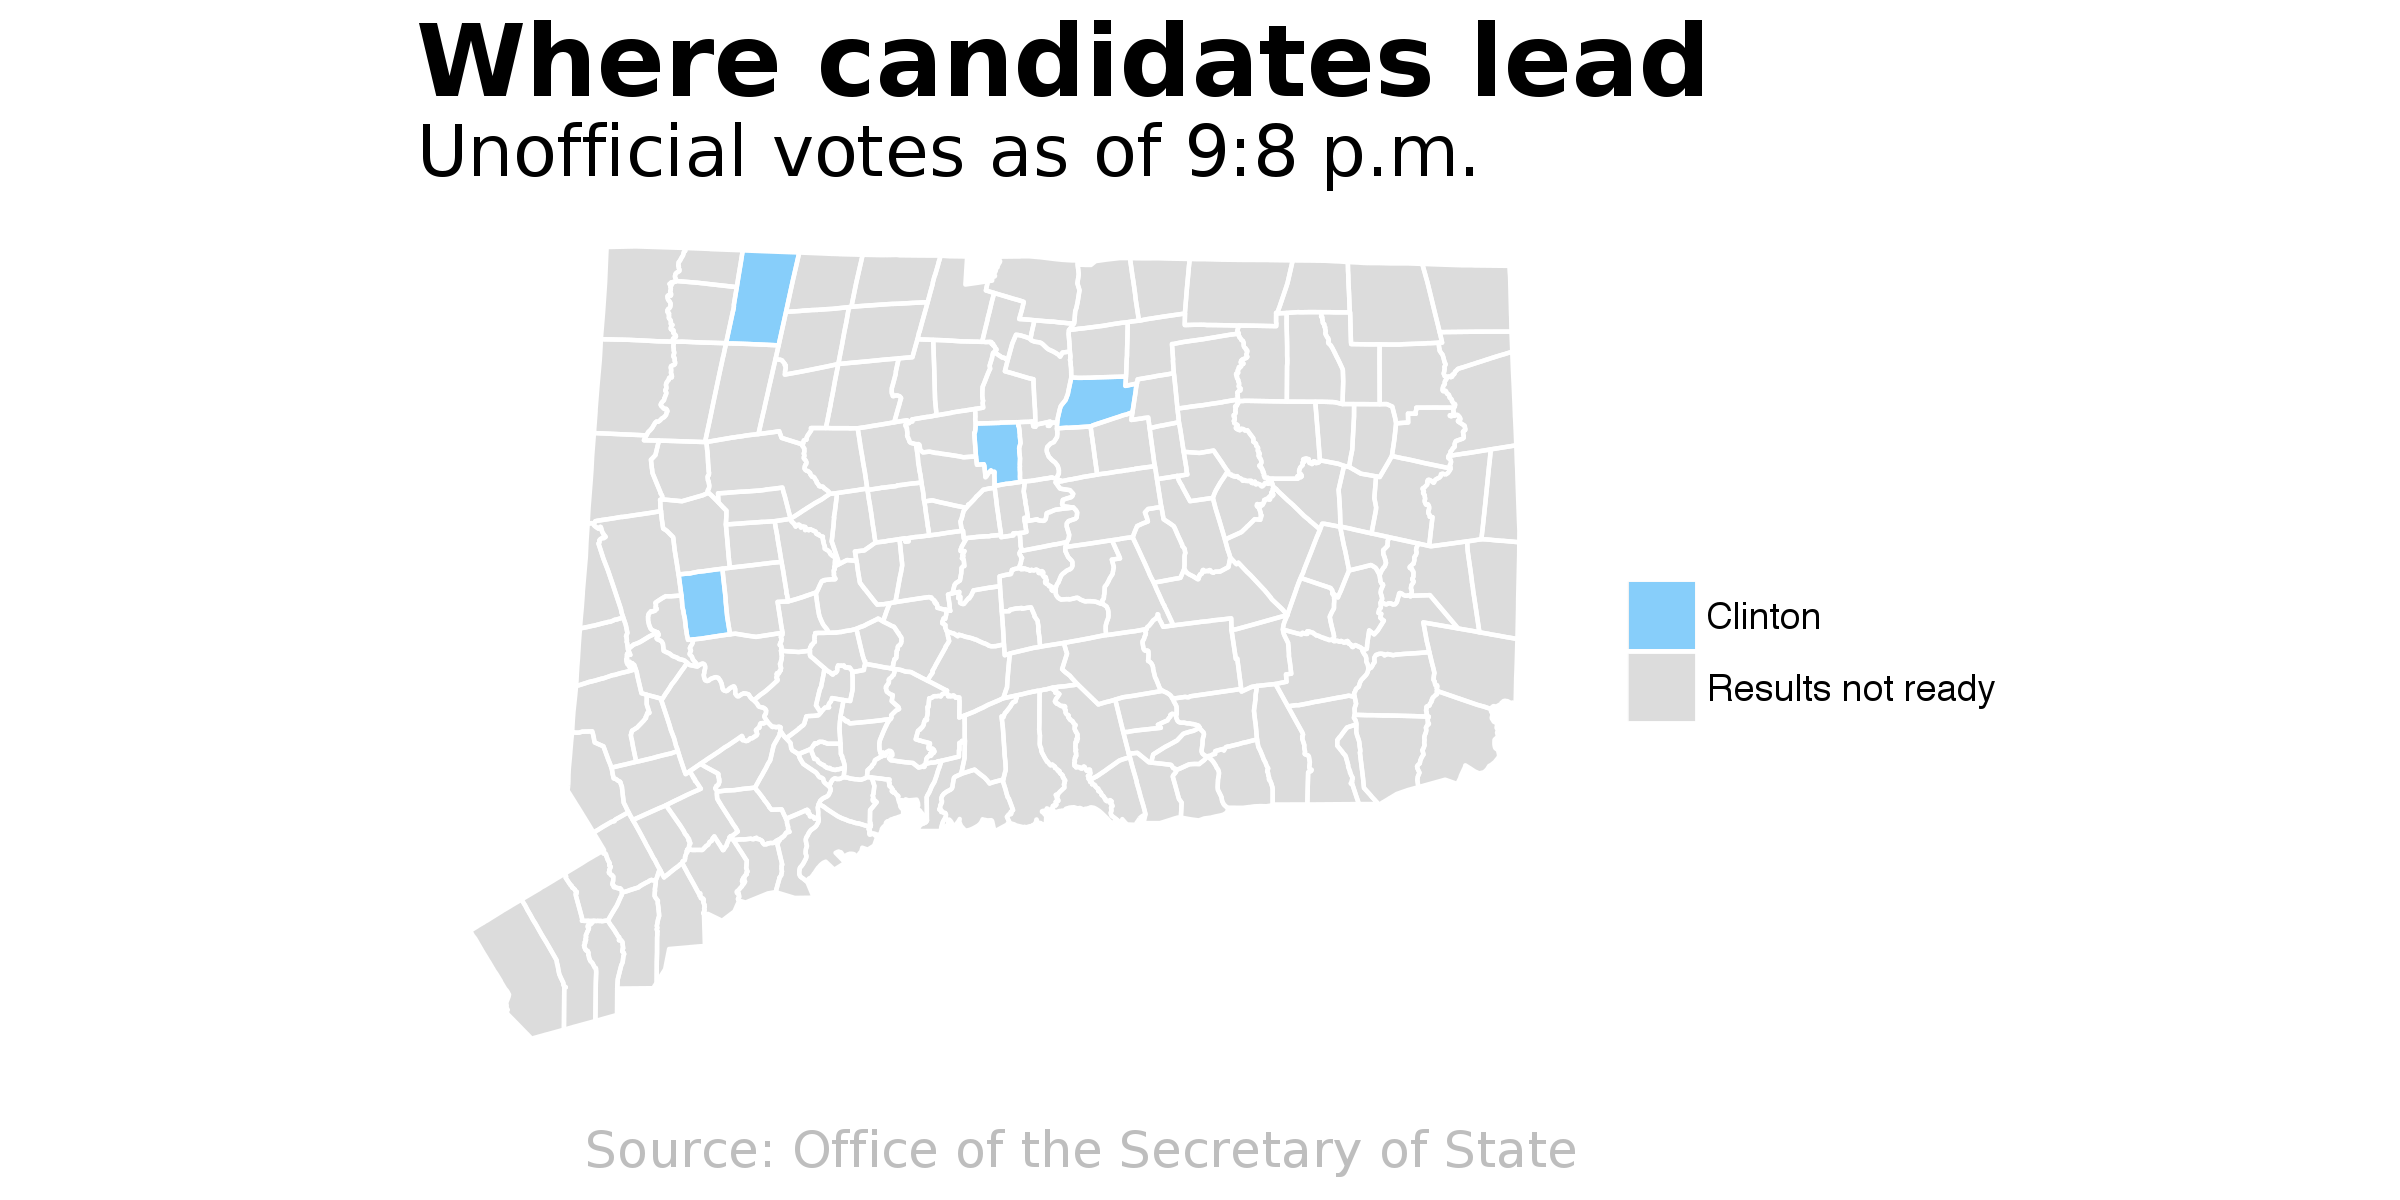 Where candidates lead
Unofficial votes as of 9:8 p.m.
Clinton
Results not ready
Source: Office of the Secretary of State